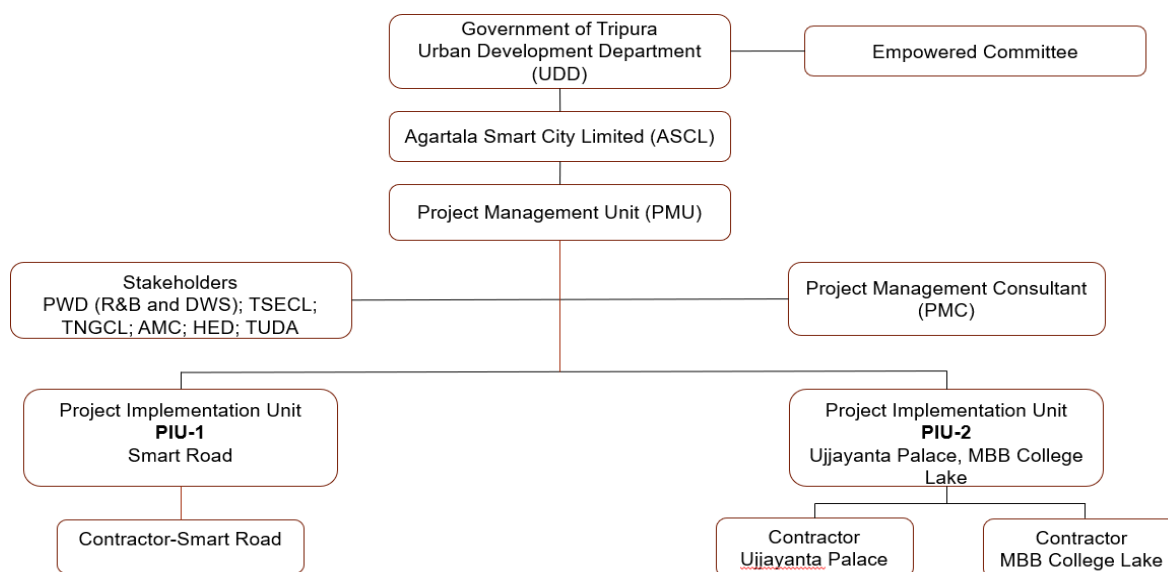 Government of Tripura
Urban Development Department
(UDD)
Empowered Committee
Agartala Smart City Limited (ASCL)
Project Management Unit (PMU)
Stakeholders
PWD (R&B and DWS); TSECL;
TNGCL; AMC; HED; TUDA
Project Management Consultant
(PMC)
Project Implementation Unit
PIU-1
Smart Road
Project Implementation Unit
PIU-2
Ujjayanta Palace, MBB College
Lake
Contractor-Smart Road
Contractor
Ujjayanta Palace
Contractor
MBB College Lake